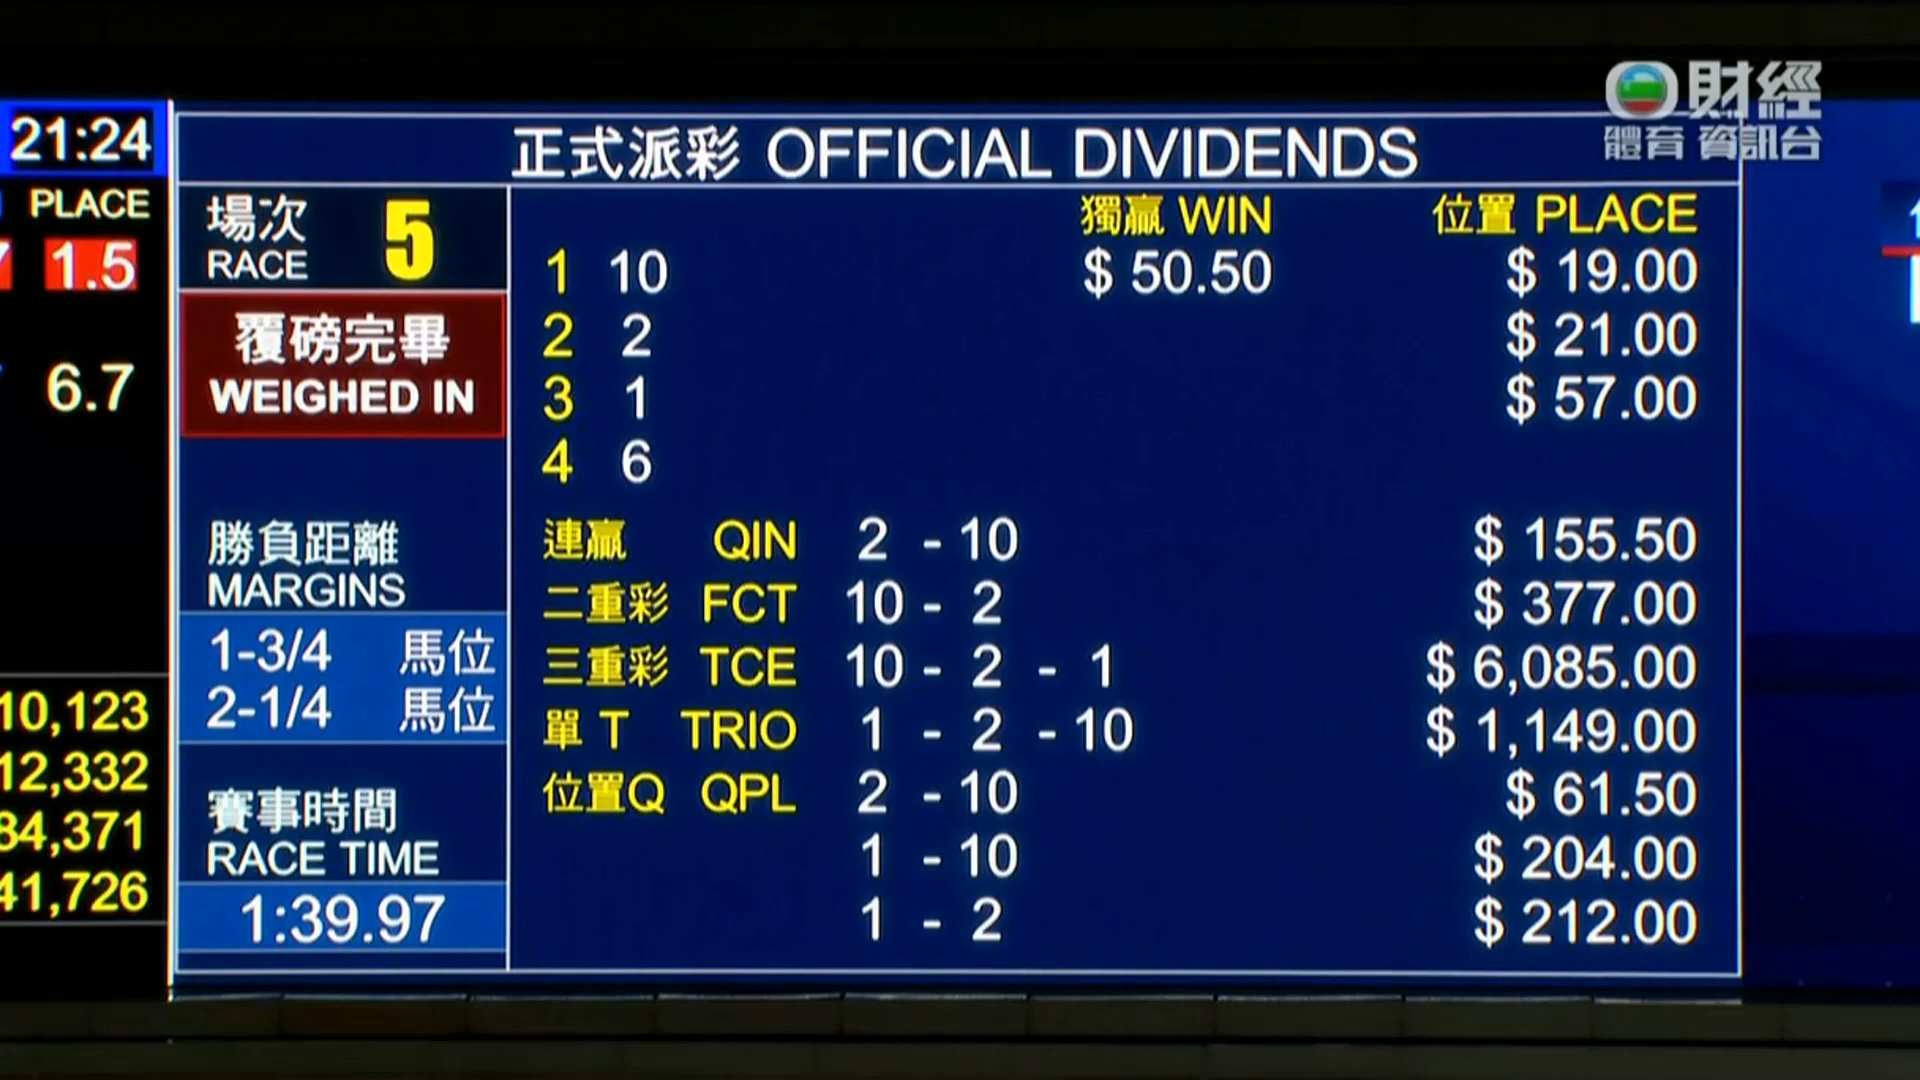 財經
體育 資訊台
21:24
PLACE
1.5
6.7
10,123
12,332
84,371
41,726
正式派彩 OFFICIAL DIVIDENDS
場次 5
RACE
覆磅完畢
WEIGHED IN
勝負距離
MARGINS
1-3/4 馬位
2-1/4 馬位
賽事時間
RACE TIME
1:39.97
獨贏 WIN 位置 PLACE
1 10 $ 50.50 $ 19.00
2 2 $ 21.00
3 1 $ 57.00
4 6
連贏 QIN 2 - 10 $ 155.50
二重彩 FCT 10 - 2 $ 377.00
三重彩 TCE 10 - 2 - 1 $ 6,085.00
單 T TRIO 1 - 2 - 10 $ 1,149.00
位置Q QPL 2 - 10 $ 61.50
1 - 10 $ 204.00
1 - 2 $ 212.00